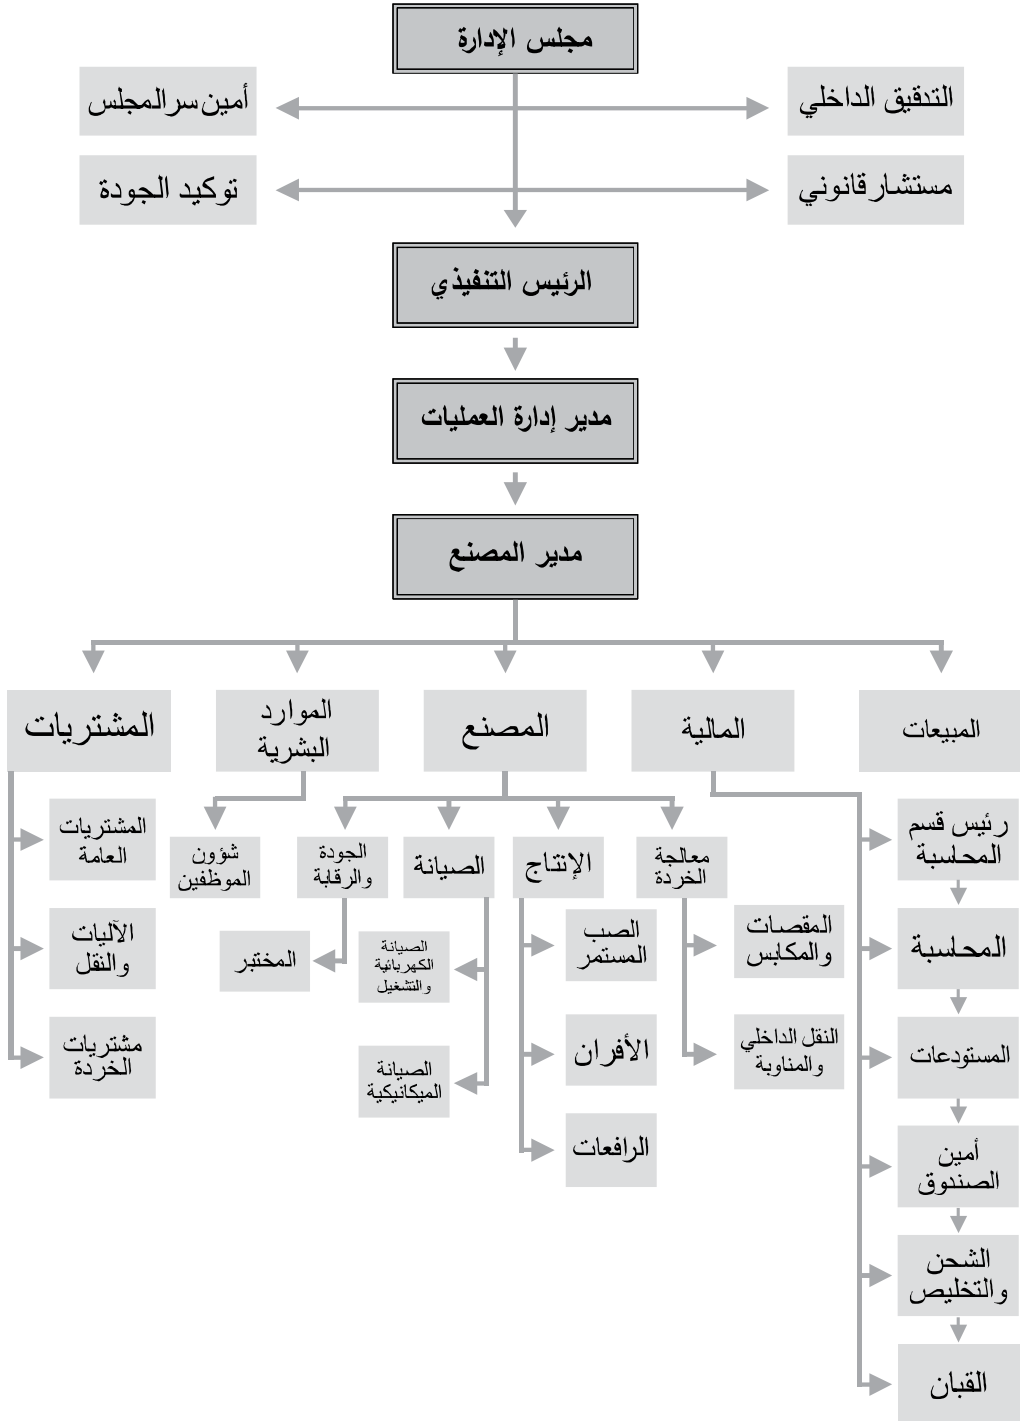 مجلس الإدارة
التدقيق الداخلي
أمين سر المجلس
مستشار قانوني
توكيد الجودة
الرئيس التنفيذي
مدير إدارة العمليات
مدير المصنع
المبيعات
المالية
المصنع
الموارد
البشرية
المشتريات
رئيس قسم
المحاسبة
المحاسبة
المستودعات
أمين
الصندوق
الشحن
والتخليص
القبان
معالجة
الخردة
المقصات
والمكابس
النقل الداخلي
والمناوبة
الإنتاج
الصب
المستمر
الأفران
الرافعات
الصيانة
الصيانة
الكهربائية
والتشغيل
الصيانة
الميكانيكية
الجودة
والرقابة
المختبر
شؤون
الموظفين
المشتريات
العامة
الآليات
والنقل
مشتريات
الخردة